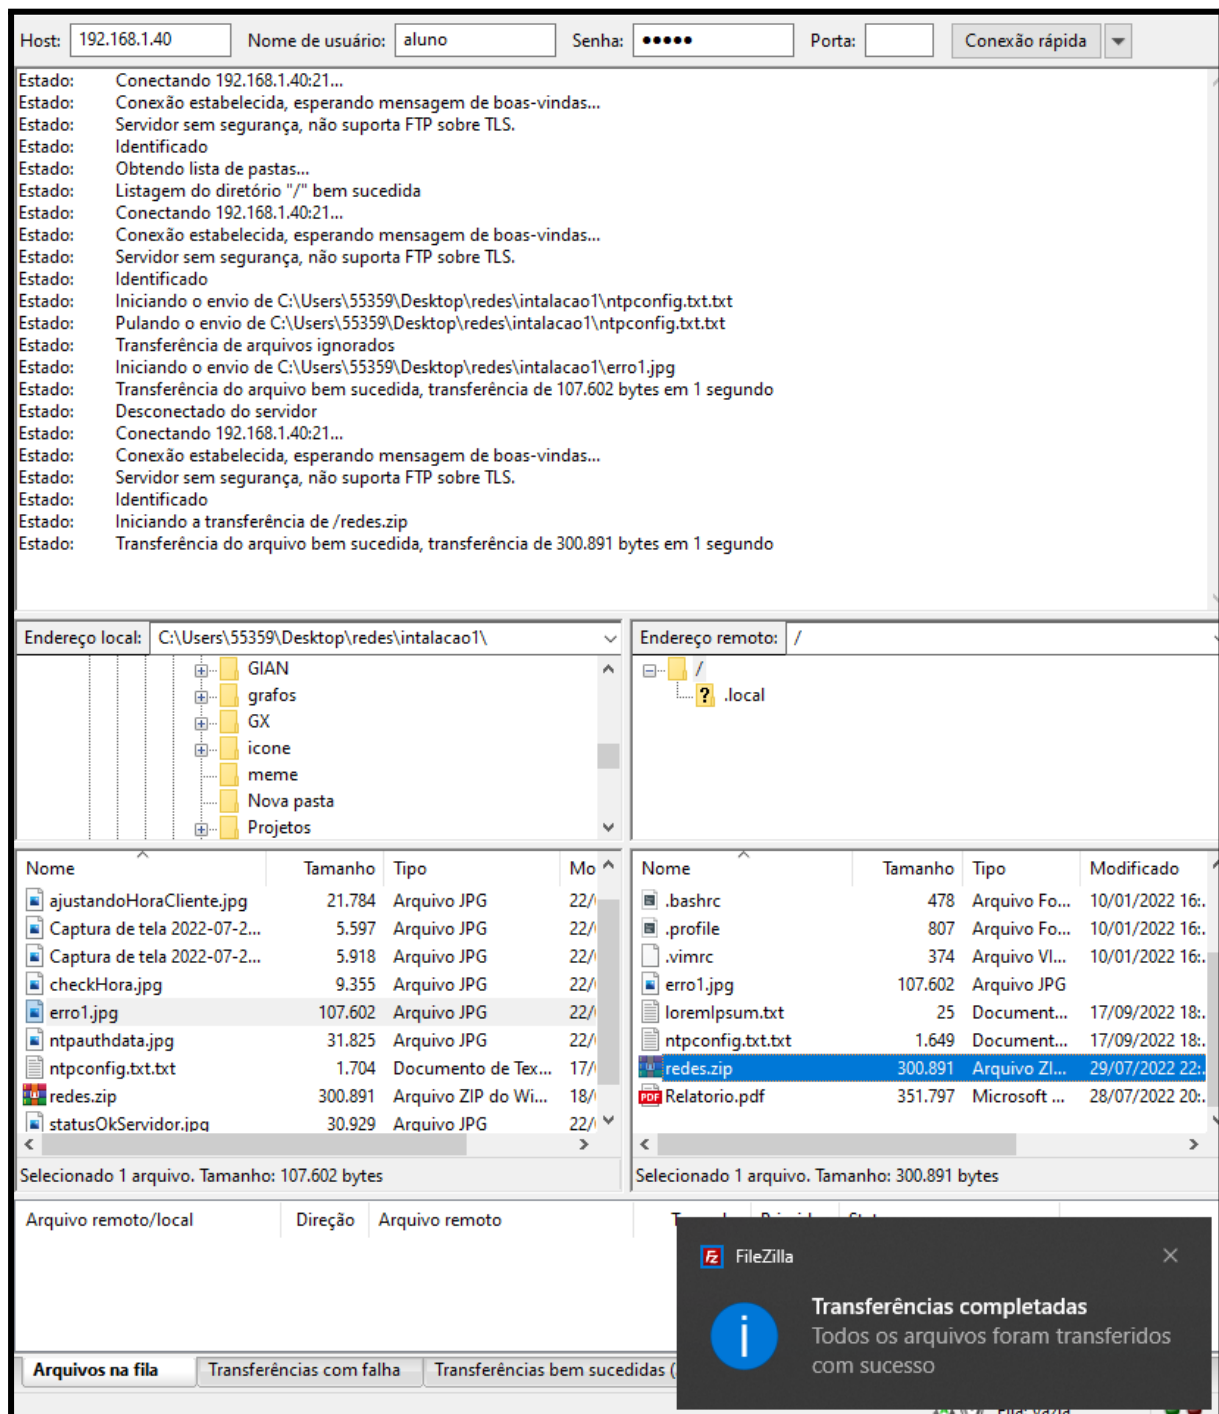 Host: 192.168.1.40 Nome de usuário: aluno Senha: ●●●●● Porta: Conexão rápida
Estado: Conectando 192.168.1.40:21...
Estado: Conexão estabelecida, esperando mensagem de boas-vindas...
Estado: Servidor sem segurança, não suporta FTP sobre TLS.
Estado: Identificado
Estado: Obtendo lista de pastas...
Estado: Listagem do diretório "/" bem sucedida
Estado: Conectando 192.168.1.40:21...
Estado: Conexão estabelecida, esperando mensagem de boas-vindas...
Estado: Servidor sem segurança, não suporta FTP sobre TLS.
Estado: Identificado
Estado: Iniciando o envio de C:\Users\55359\Desktop\redes\intalacao1\ntpconfig.txt.txt
Estado: Pulando o envio de C:\Users\55359\Desktop\redes\intalacao1\ntpconfig.txt.txt
Estado: Transferência de arquivos ignorados
Estado: Iniciando o envio de C:\Users\55359\Desktop\redes\intalacao1\erro1.jpg
Estado: Transferência do arquivo bem sucedida, transferência de 107.602 bytes em 1 segundo
Estado: Desconectado do servidor
Estado: Conectando 192.168.1.40:21...
Estado: Conexão estabelecida, esperando mensagem de boas-vindas...
Estado: Servidor sem segurança, não suporta FTP sobre TLS.
Estado: Identificado
Estado: Iniciando a transferência de /redes.zip
Estado: Transferência do arquivo bem sucedida, transferência de 300.891 bytes em 1 segundo
Endereço local: C:\Users\55359\Desktop\redes\intalacao1\
GIAN
grafos
GX
icone
meme
Nova pasta
Projetos
Endereço remoto: /
/
.local
Nome Tamanho Tipo Mo
ajustandoHoraCliente.jpg 21.784 Arquivo JPG 22/
Captura de tela 2022-07-2... 5.597 Arquivo JPG 22/
Captura de tela 2022-07-2... 5.918 Arquivo JPG 22/
checkHora.jpg 9.355 Arquivo JPG 22/
erro1.jpg 107.602 Arquivo JPG 22/
ntpauthdata.jpg 31.825 Arquivo JPG 22/
ntpconfig.txt.txt 1.704 Documento de Tex... 17/
redes.zip 300.891 Arquivo ZIP do Wi... 18/
statusOkServidor.jpg 30.929 Arquivo JPG 22/
Selecionado 1 arquivo. Tamanho: 107.602 bytes
Nome Tamanho Tipo Modificado
.bashrc 478 Arquivo Fo... 10/01/2022 16:..
.profile 807 Arquivo Fo... 10/01/2022 16:..
.vimrc 374 Arquivo VI... 10/01/2022 16:..
erro1.jpg 107.602 Arquivo JPG
loremIpsum.txt 25 Document... 17/09/2022 18:..
ntpconfig.txt.txt 1.649 Document... 17/09/2022 18:..
redes.zip 300.891 Arquivo ZI... 29/07/2022 22:..
PDF Relatorio.pdf 351.797 Microsoft ... 28/07/2022 20:..
Selecionado 1 arquivo. Tamanho: 300.891 bytes
Arquivo remoto/local Direção Arquivo remoto
Fz FileZilla
Transferências completadas
Todos os arquivos foram transferidos
com sucesso
Arquivos na fila Transferências com falha Transferências bem sucedidas (